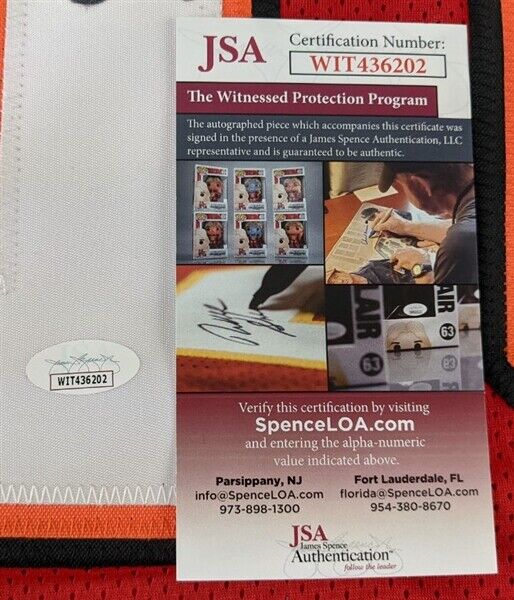 JSA
Certification Number:
WIT436202
The Witnessed Protection Program
The autographed piece which accompanies this certificate was
signed in the presence of a James Spence Authentication, LLC
representative and is guaranteed to be authentic.
LAIR
63
63
WIT436202
Verify this certification by visiting
SpenceLOA.com
and entering the alpha-numeric
value indicated above.
Parsippany, NJ
info@SpenceLOA.com
973-898-1300
Fort Lauderdale, FL
florida@SpenceLOA.com
954-380-8670
JSA
James Spence
Authentication
follow the leader